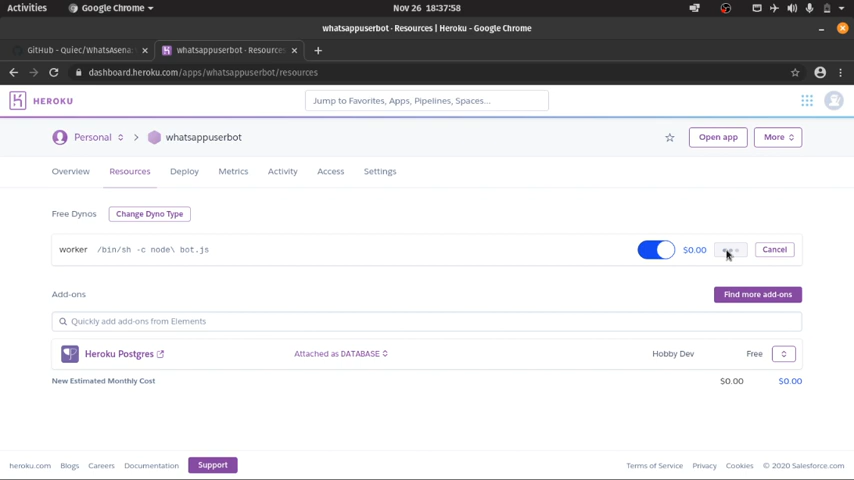 Activities Google Chrome Nov 26 18:37:58
whatsappuserbot · Resources | Heroku - Google Chrome
GitHub - Quiec/WhatsAsena: whatsappuserbot · Resources
dashboard.heroku.com/apps/whatsappuserbot/resources
HEROKU Jump to Favorites, Apps, Pipelines, Spaces...
Personal whatsappuserbot Open app More
Overview Resources Deploy Metrics Activity Access Settings
Free Dynos Change Dyno Type
worker /bin/sh -c node\ bot.js $0.00 Cancel
Add-ons Find more add-ons
Quickly add add-ons from Elements
Heroku Postgres Attached as DATABASE Hobby Dev Free
New Estimated Monthly Cost $0.00 $0.00
heroku.com Blogs Careers Documentation Support Terms of Service Privacy Cookies © 2020 Salesforce.com